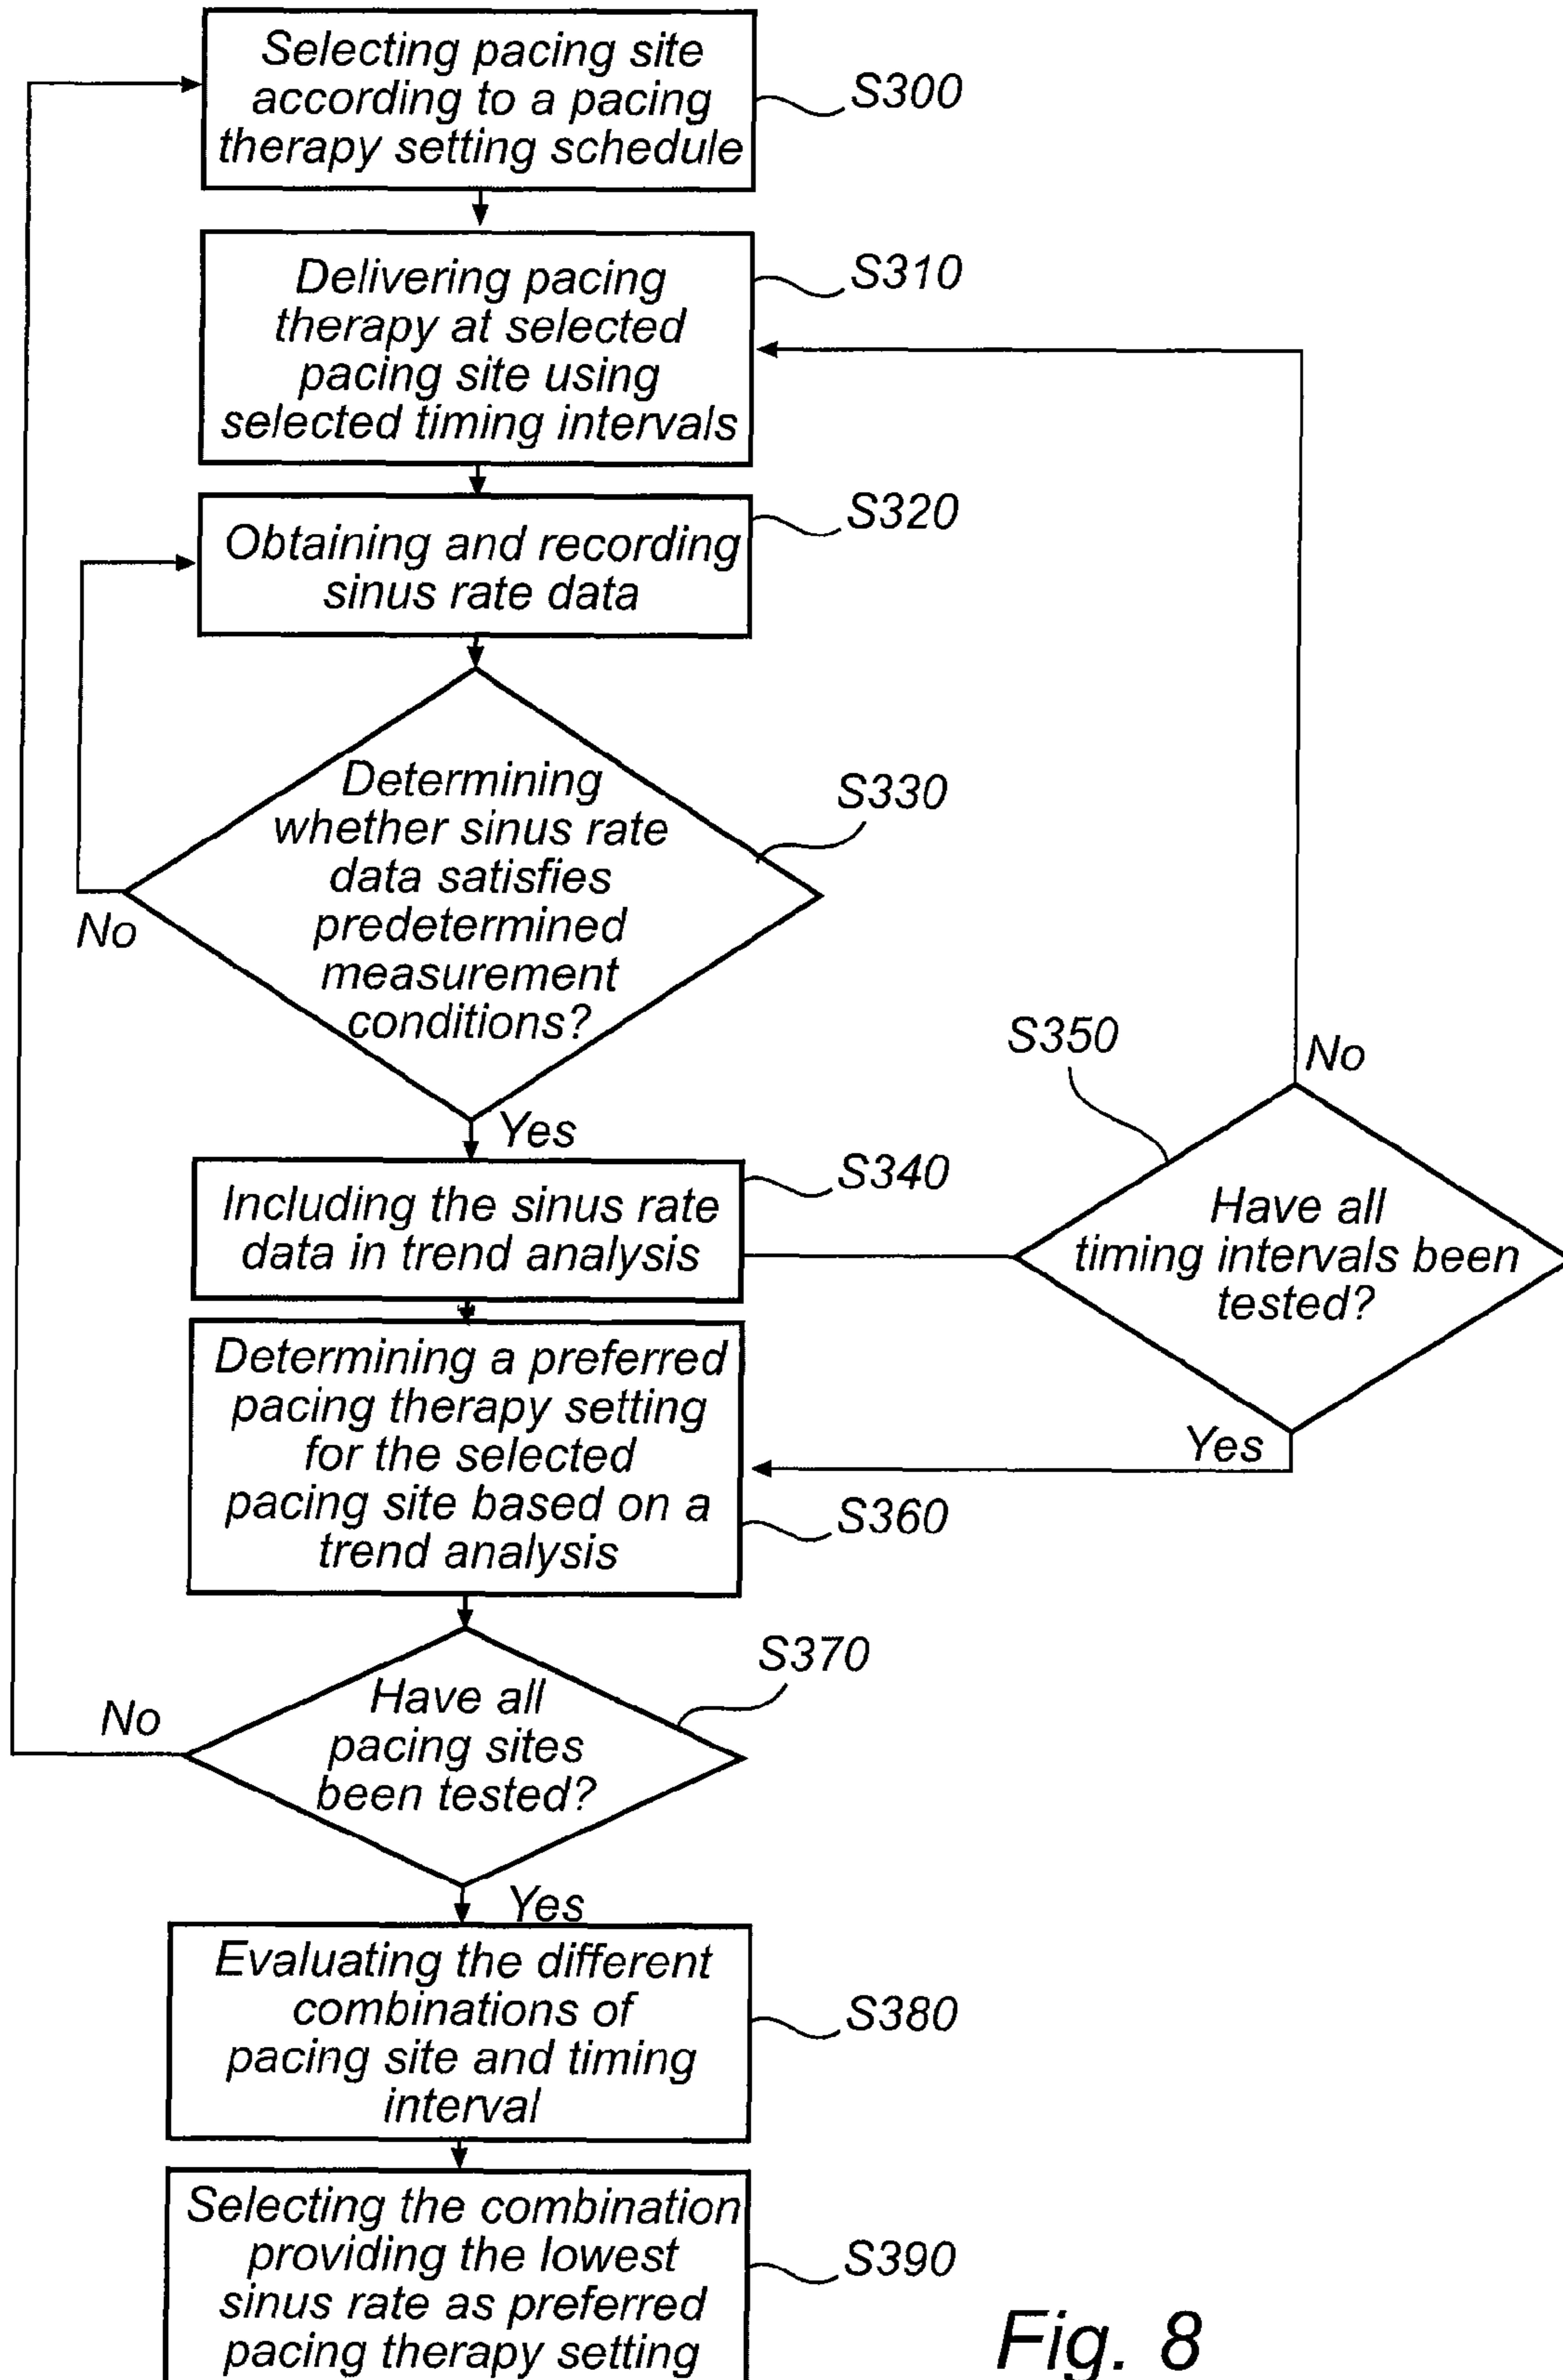 Selecting pacing site
according to a pacing
therapy setting schedule
S300
Delivering pacing
therapy at selected
pacing site using
selected timing intervals
S310
Obtaining and recording
sinus rate data
S320
Determining
whether sinus rate
data satisfies
predetermined
measurement
conditions?
S330
No
Yes
Including the sinus rate
data in trend analysis
S340
S350
No
Have all
timing intervals been
tested?
Yes
Determining a preferred
pacing therapy setting
for the selected
pacing site based on a
trend analysis
S360
Have all
pacing sites
been tested?
S370
No
Yes
Evaluating the different
combinations of
pacing site and timing
interval
S380
Selecting the combination
providing the lowest
sinus rate as preferred
pacing therapy setting
S390
Fig. 8